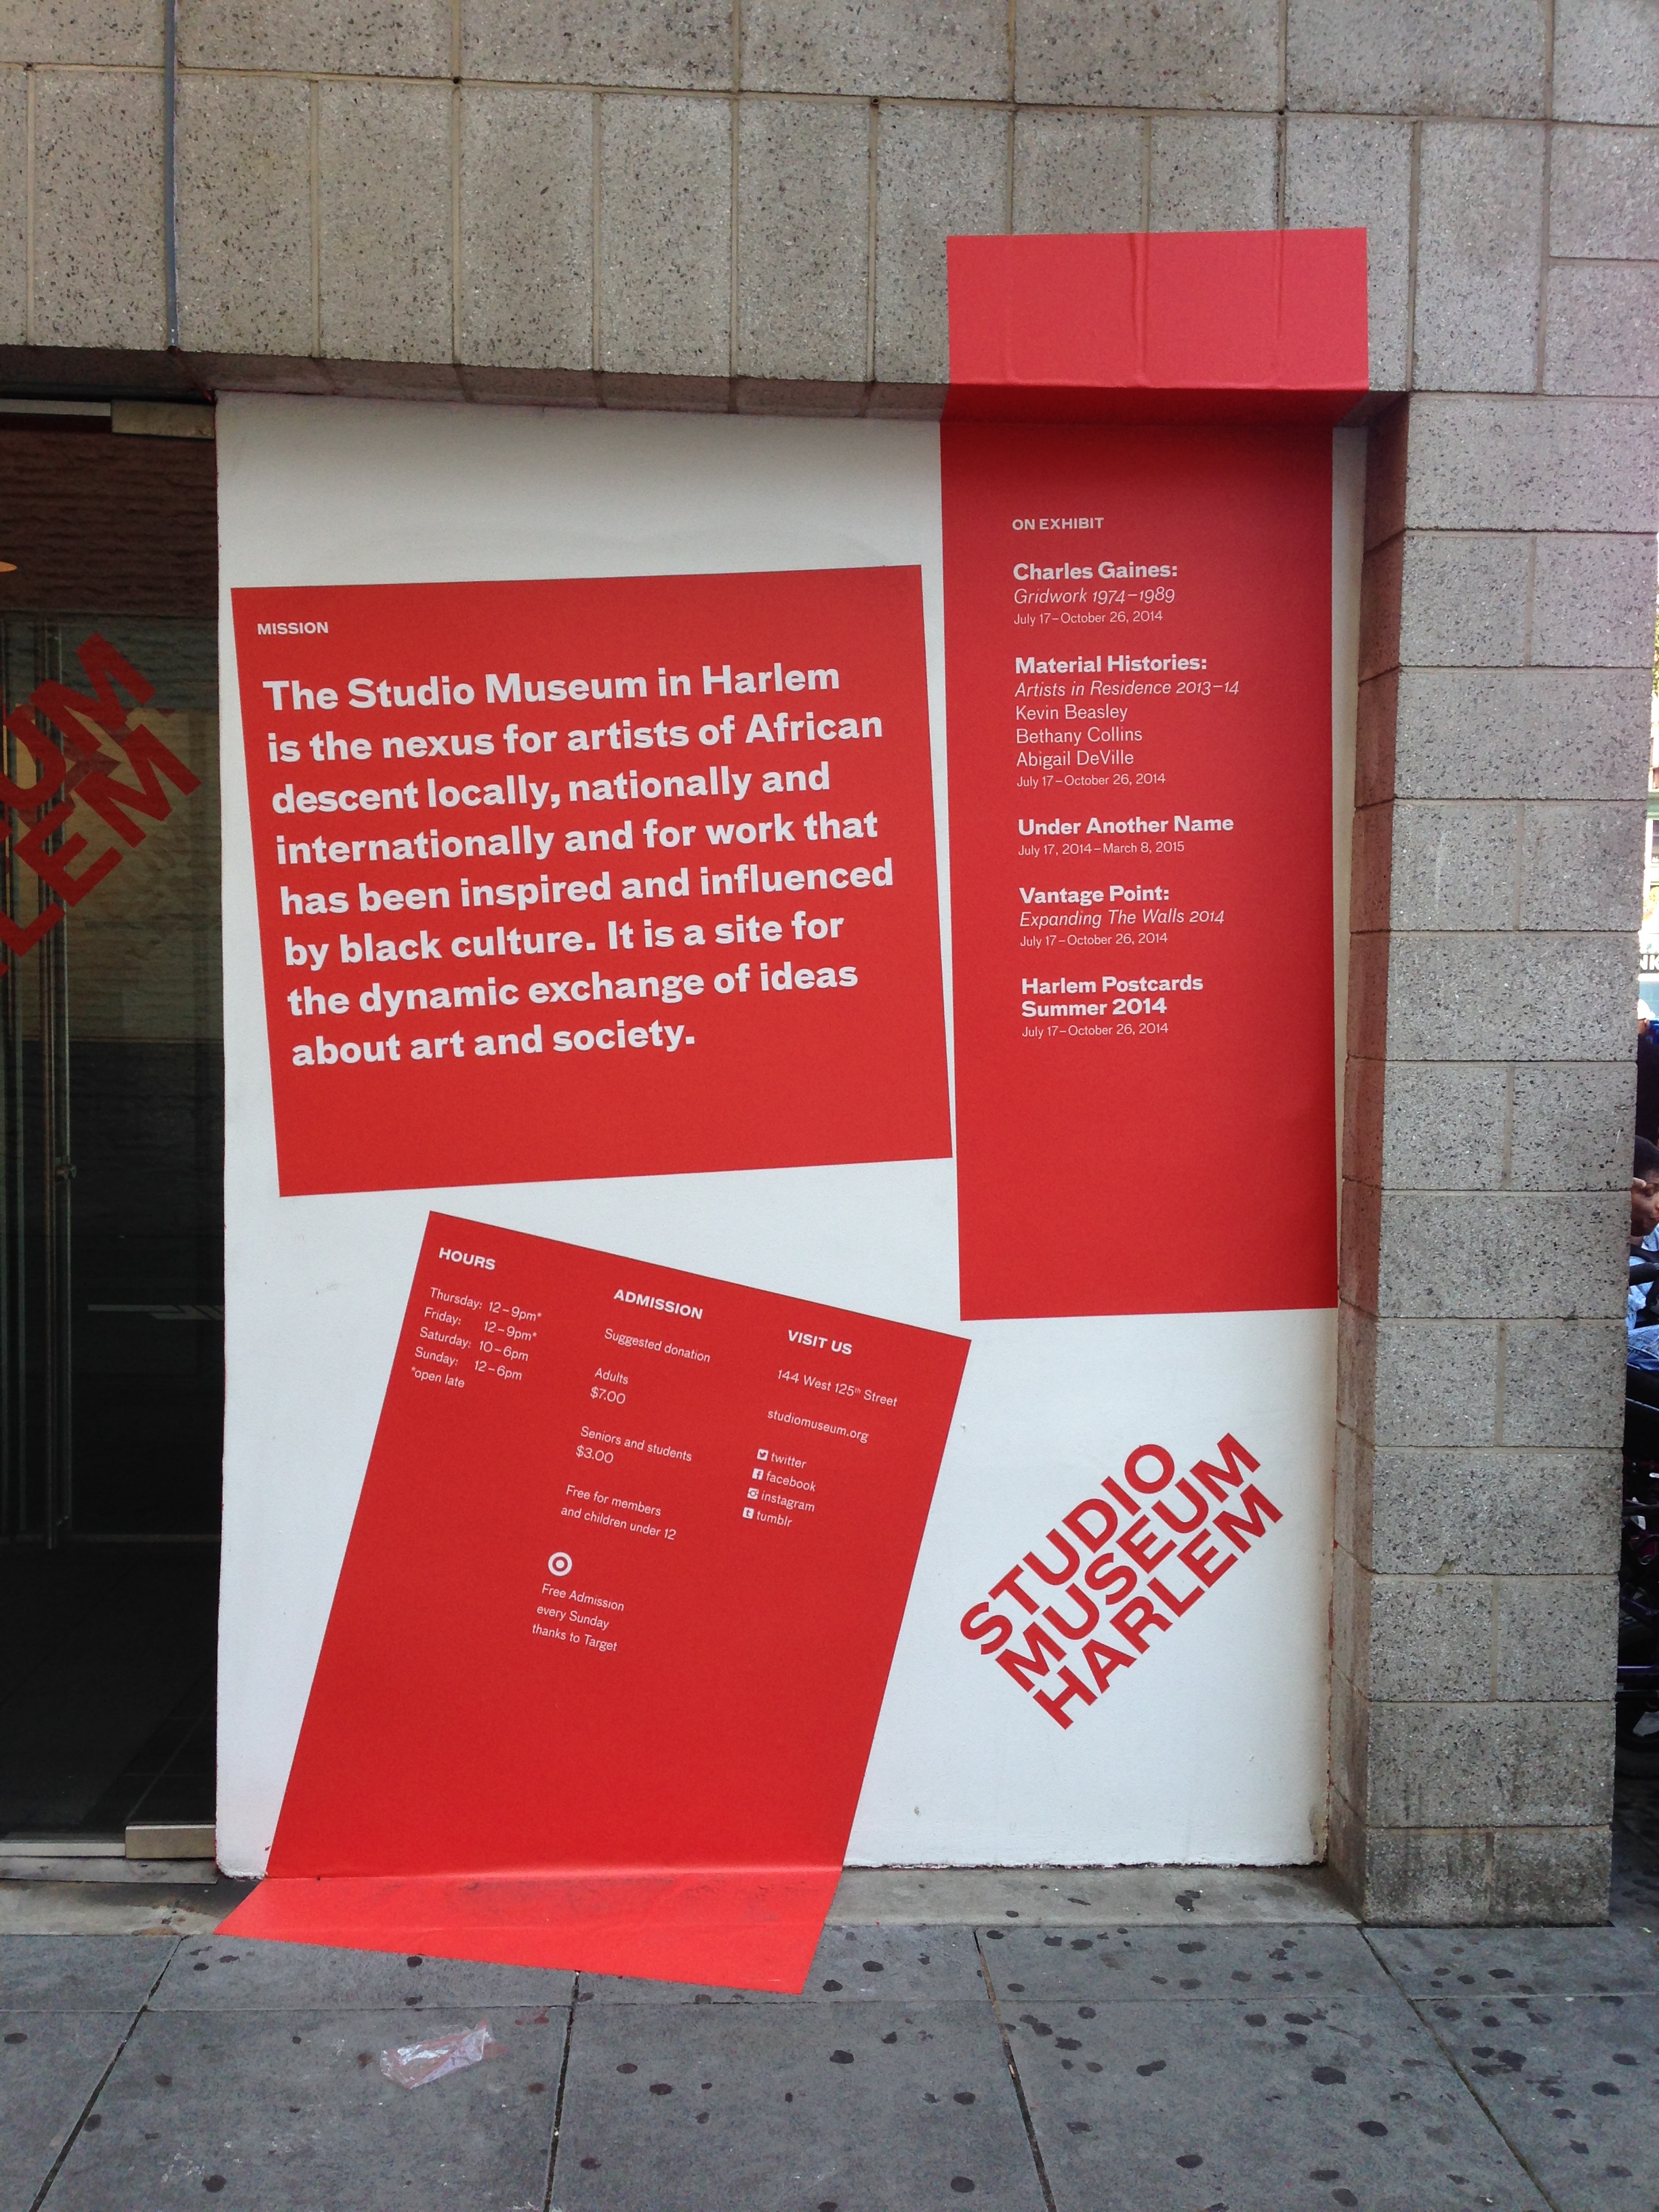 MISSION
The Studio Museum in Harlem
is the nexus for artists of African
descent locally, nationally and
internationally and for work that
has been inspired and influenced
by black culture. It is a site for
the dynamic exchange of ideas
about art and society.
ON EXHIBIT
Charles Gaines:
Gridwork 1974–1989
July 17–October 26, 2014
Material Histories:
Artists in Residence 2013–14
Kevin Beasley
Bethany Collins
Abigail DeVille
July 17–October 26, 2014
Under Another Name
July 17, 2014–March 8, 2015
Vantage Point:
Expanding The Walls 2014
July 17–October 26, 2014
Harlem Postcards
Summer 2014
July 17–October 26, 2014
HOURS
Thursday: 12–9pm*
Friday: 12–9pm*
Saturday: 10–6pm
Sunday: 12–6pm
*open late
ADMISSION
Suggested donation
Adults
$7.00
Seniors and students
$3.00
Free for members
and children under 12
Free Admission
every Sunday
thanks to Target
VISIT US
144 West 125th Street
studiomuseum.org
twitter
facebook
instagram
tumblr
STUDIO
MUSEUM
HARLEM
UM
LEM